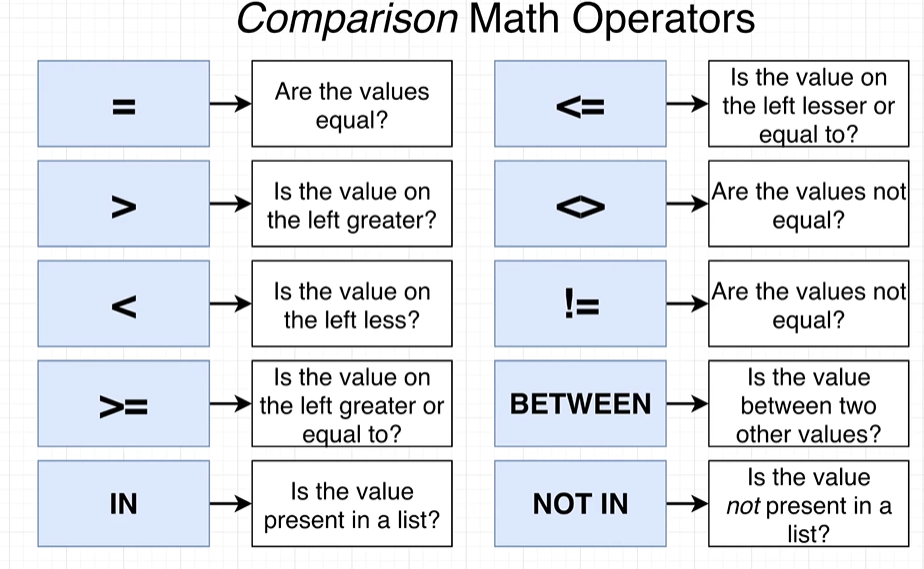 Comparison Math Operators
=
Are the values
equal?
<=
Is the value on
the left lesser or
equal to?
>
Is the value on
the left greater?
<>
Are the values not
equal?
<
Is the value on
the left less?
!=
Are the values not
equal?
>=
Is the value on
the left greater or
equal to?
BETWEEN
Is the value
between two
other values?
IN
Is the value
present in a list?
NOT IN
Is the value
not present in a
list?